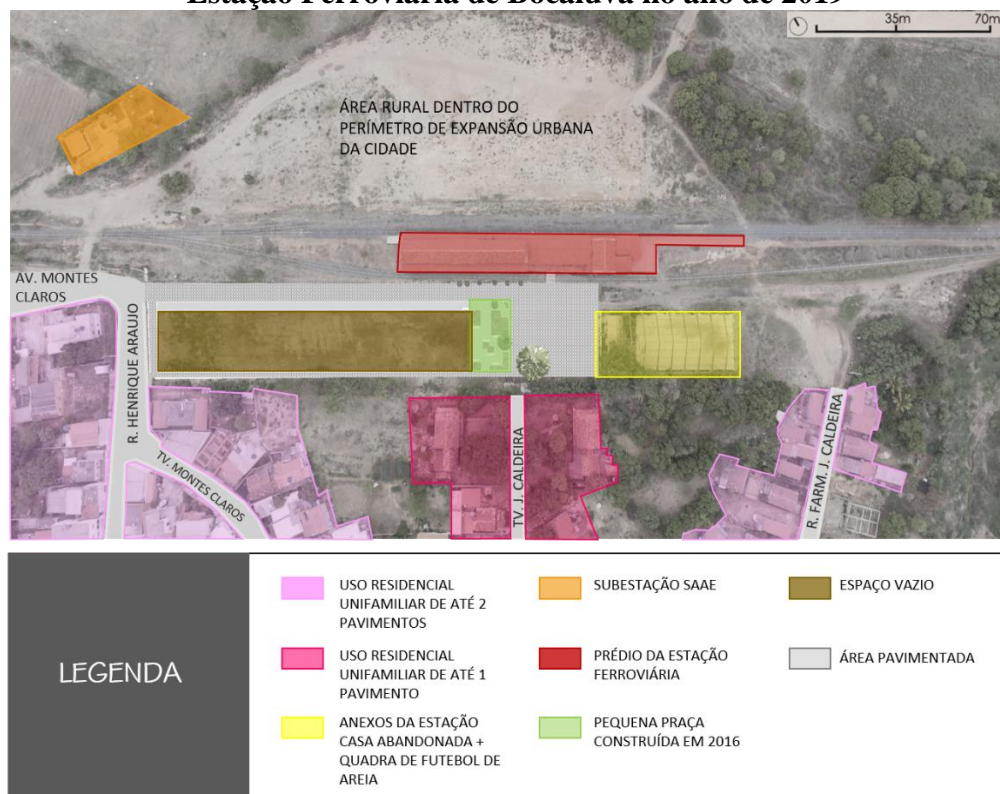 Estação Ferroviária de Bocaiúva no ano de 2019
35m
70m
ÁREA RURAL DENTRO DO
PERÍMETRO DE EXPANSÃO URBANA
DA CIDADE
AV. MONTES
CLAROS
R. HENRIQUE ARAUJO
TV. MONTES CLAROS
TV. J. CALDEIRA
R. FARM. J. CALDEIRA
LEGENDA
USO RESIDENCIAL
UNIFAMILIAR DE ATÉ 2
PAVIMENTOS
USO RESIDENCIAL
UNIFAMILIAR DE ATÉ 1
PAVIMENTO
ANEXOS DA ESTAÇÃO
CASA ABANDONADA +
QUADRA DE FUTEBOL DE
AREIA
SUBESTAÇÃO SAAE
PRÉDIO DA ESTAÇÃO
FERROVIÁRIA
PEQUENA PRAÇA
CONSTRUÍDA EM 2016
ESPAÇO VAZIO
ÁREA PAVIMENTADA